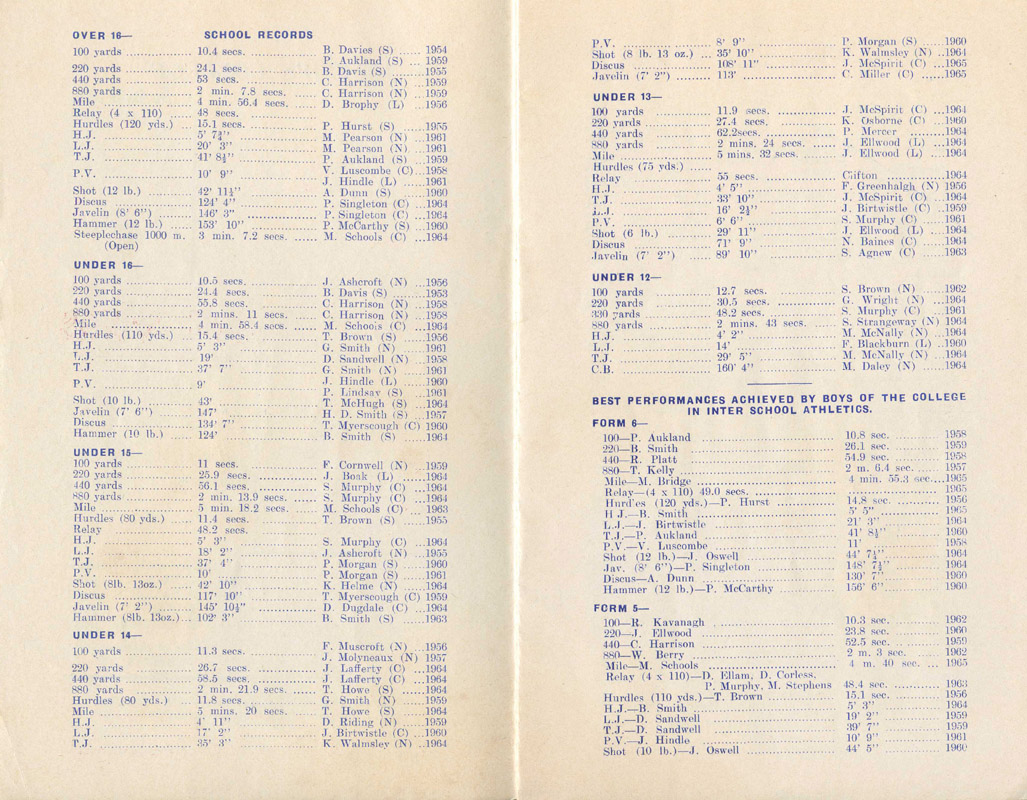 OVER 16— SCHOOL RECORDS
100 yards ............... 10.4 secs. ............... B. Davies (S) ...... 1954
P. Aukland (S) ... 1959
220 yards ............... 24.1 secs. ............... B. Davis (S) ...... 1955
440 yards ............... 53 secs. ............... C. Harrison (N) ... 1959
880 yards ............... 2 min. 7.8 secs. ...... C. Harrison (N) ... 1959
Mile ............... 4 min. 56.4 secs. ...... D. Brophy (L) ...1956
Relay (4 x 110) ...... 48 secs. ...............
Hurdles (120 yds.) ... 15.1 secs. ............... P. Hurst (S) ...1955
H.J. ............... 5' 7¾" ............... M. Pearson (N) ...1961
L.J. ............... 20' 3" ............... M. Pearson (N) ...1961
T.J. ............... 41' 8½" ............... P. Aukland (S) ...1959
V. Luscombe (C)...1958
P.V. ............... 10' 9" ............... J. Hindle (L) ......1961
Shot (12 lb.) ......... 42' 11½" ............... A. Dunn (S) ......1960
Discus ............... 124' 4" ............... P. Singleton (C) ...1964
Javelin (8' 6") ......... 146' 3" ............... P. Singleton (C) ...1964
Hammer (12 lb.) ...... 153' 10" ............... P. McCarthy (S) ...1960
Steeplechase 1000 m. 3 min. 7.2 secs. ...... M. Schools (C) ...1964
(Open)
UNDER 16—
100 yards ............... 10.5 secs. ............... J. Ashcroft (N) ...1956
220 yards ............... 24.4 secs. ............... B. Davis (S) ......1953
440 yards ............... 55.8 secs. ............... C. Harrison (N) ...1958
880 yards ............... 2 mins. 11 secs. ...... C. Harrison (N) ...1958
Mile ............... 4 min. 58.4 secs. ...... M. Schools (C) ...1964
Hurdles (110 yds.) ... 15.4 secs. ............... T. Brown (S) ......1956
H.J. ............... 5' 3" ............... G. Smith (N) ......1961
L.J. ............... 19' ............... D. Sandwell (N) ...1958
T.J. ............... 37' 7" ............... G. Smith (N) ......1961
J. Hindle (L) ......1960
P.V. ............... 9' ............... P. Lindsay (S) ...1961
Shot (10 lb.) ......... 43' ............... T. McHugh (S) ...1964
Javelin (7' 6") ......... 147' ............... H. D. Smith (S) ...1957
Discus ............... 134' 7" ............... T. Myerscough (C) 1960
Hammer (10 lb.) ...... 124' ............... B. Smith (S) ......1964
UNDER 15—
100 yards ............... 11 secs. ............... F. Cornwell (N) ...1959
220 yards ............... 25.9 secs. ............... J. Boak (L) ......1964
440 yards ............... 56.1 secs. ............... S. Murphy (C) ...1964
880 yards ............... 2 min. 13.9 secs. ...... S. Murphy (C) ...1964
Mile ............... 5 min. 18.2 secs. ...... M. Schools (C) ...1963
Hurdles (80 yds.) ...... 11.4 secs. ............... T. Brown (S) ......1955
Relay ............... 48.2 secs. ...............
H.J. ............... 5' 3" ............... S. Murphy (C) ...1964
L.J. ............... 18' 2" ............... J. Ashcroft (N) ...1955
T.J. ............... 37' 4" ............... P. Morgan (S) ...1960
P.V. ............... 10' ............... P. Morgan (S) ...1961
Shot (8lb. 13oz.) ...... 42' 10" ............... K. Helme (N) ...1964
Discus ............... 117' 10" ............... T. Myerscough (C) 1959
Javelin (7' 2") ......... 145' 10½" ............... D. Dugdale (C) ...1964
Hammer (8lb. 13oz.)... 102' 3" ............... B. Smith (S) ......1963
UNDER 14—
F. Muscroft (N) ...1956
100 yards ............... 11.3 secs. ............... J. Molyneaux (N) 1957
220 yards ............... 26.7 secs. ............... J. Lafferty (C) ...1964
440 yards ............... 58.5 secs. ............... J. Lafferty (C) ...1964
880 yards ............... 2 min. 21.9 secs. ...... T. Howe (S) ......1964
Hurdles (80 yds.) ...... 11.8 secs. ............... G. Smith (N) ......1959
Mile ............... 5 mins. 20 secs. ...... T. Howe (S) ......1964
H.J. ............... 4' 11" ............... D. Riding (N) ...1959
L.J. ............... 17' 2" ............... J. Birtwistle (C) ...1960
T.J. ............... 35' 3" ............... K. Walmsley (N) ...1964
P.V. ............... 8' 9" ............... P. Morgan (S) ......1960
Shot (8 lb. 13 oz.) ... 35' 10" ............... K. Walmsley (N) ...1964
Discus ............... 108' 11" ............... J. McSpirit (C) ...1965
Javelin (7' 2") ......... 113' ............... C. Miller (C) ......1965
UNDER 13—
100 yards ............... 11.9 secs. ............... J. McSpirit (C) ...1964
220 yards ............... 27.4 secs. ............... K. Osborne (C) ...1960
440 yards ............... 62.2secs. ............... P. Mercer ............1964
880 yards ............... 2 mins. 24 secs. ...... J. Ellwood (L) ...1964
Mile ............... 5 mins. 32 secs. ...... J. Ellwood (L) ...1964
Hurdles (75 yds.) ......
Relay ............... 55 secs. ............... Clifton ............1964
H.J. ............... 4' 5" ............... F. Greenhalgh (N) 1956
T.J. ............... 33' 10" ............... J. McSpirit (C) ...1964
L.J. ............... 16' 2½" ............... J. Birtwistle (C) ...1959
P.V. ............... 6' 6" ............... S. Murphy (C) ...1961
Shot (6 lb.) ............ 29' 11" ............... J. Ellwood (L) ...1964
Discus ............... 71' 9" ............... N. Baines (C) ...1964
Javelin (7' 2") ......... 89' 10" ............... S. Agnew (C) ...1963
UNDER 12—
100 yards ............... 12.7 secs. ............... S. Brown (N) ......1962
220 yards ............... 30.5 secs. ............... G. Wright (N) ...1964
330 yards ............... 48.2 secs. ............... S. Murphy (C) ...1961
880 yards ............... 2 mins. 43 secs. ...... S. Strangeway (N) 1964
H.J. ............... 4' 2" ............... M. McNally (N) ...1964
L.J. ............... 14' ............... F. Blackburn (L) ..1960
T.J. ............... 29' 5" ............... M. McNally (N) ...1964
C.B. ............... 160' 4" ............... M. Daley (N) ......1964
BEST PERFORMANCES ACHIEVED BY BOYS OF THE COLLEGE
IN INTER SCHOOL ATHLETICS.
FORM 6—
100—P. Aukland ............... 10.8 sec. ............ 1958
220—B. Smith ............... 26.1 sec. ............ 1959
440—R. Platt ............... 54.9 sec. ............ 1958
880—T. Kelly ............... 2 m. 6.4 sec. ...... 1957
Mile—M. Bridge ............... 4 min. 55.3 sec....1965
Relay—(4 x 110) 49.0 secs. ............... 1965
Hurdles (120 yds.)—P. Hurst ............... 14.8 sec. ............ 1956
H J.—B. Smith ............... 5' 5" ............ 1965
L.J.—J. Birtwistle ............... 21' 3" ............ 1964
T.J.—P. Aukland ............... 41' 8½" ............ 1960
P.V.—V. Luscombe ............... 11' ............ 1958
Shot (12 lb.)—J. Oswell ............... 44' 7½" ............ 1964
Jav. (8' 6")—P. Singleton ............... 148' 7½" ............ 1964
Discus—A. Dunn ............... 130' 7" ............ 1960
Hammer (12 lb.)—P. McCarthy ............... 156' 6" ............ 1960
FORM 5—
100—R. Kavanagh ............... 10.3 sec. ............ 1962
220—J. Ellwood ............... 23.8 sec. ............ 1960
440—C. Harrison ............... 52.5 sec. ............ 1959
880—W. Berry ............... 2 m. 3 sec. ...... 1962
Mile—M. Schools ............... 4 m. 40 sec. ... 1965
Relay (4 x 110)—D. Ellam, D. Corless,
P. Murphy, M. Stephens 48.4 sec. ............ 1963
Hurdles (110 yds.)—T. Brown ............... 15.1 sec. ............ 1956
H.J.—B. Smith ............... 5' 3" ............ 1964
L.J.—D. Sandwell ............... 19' 2" ............ 1959
T.J.—D. Sandwell ............... 39' 7" ............ 1959
P.V.—J. Hindle ............... 10' 9" ............ 1961
Shot (10 lb.)—J. Oswell ............... 44' 5" ............ 1960